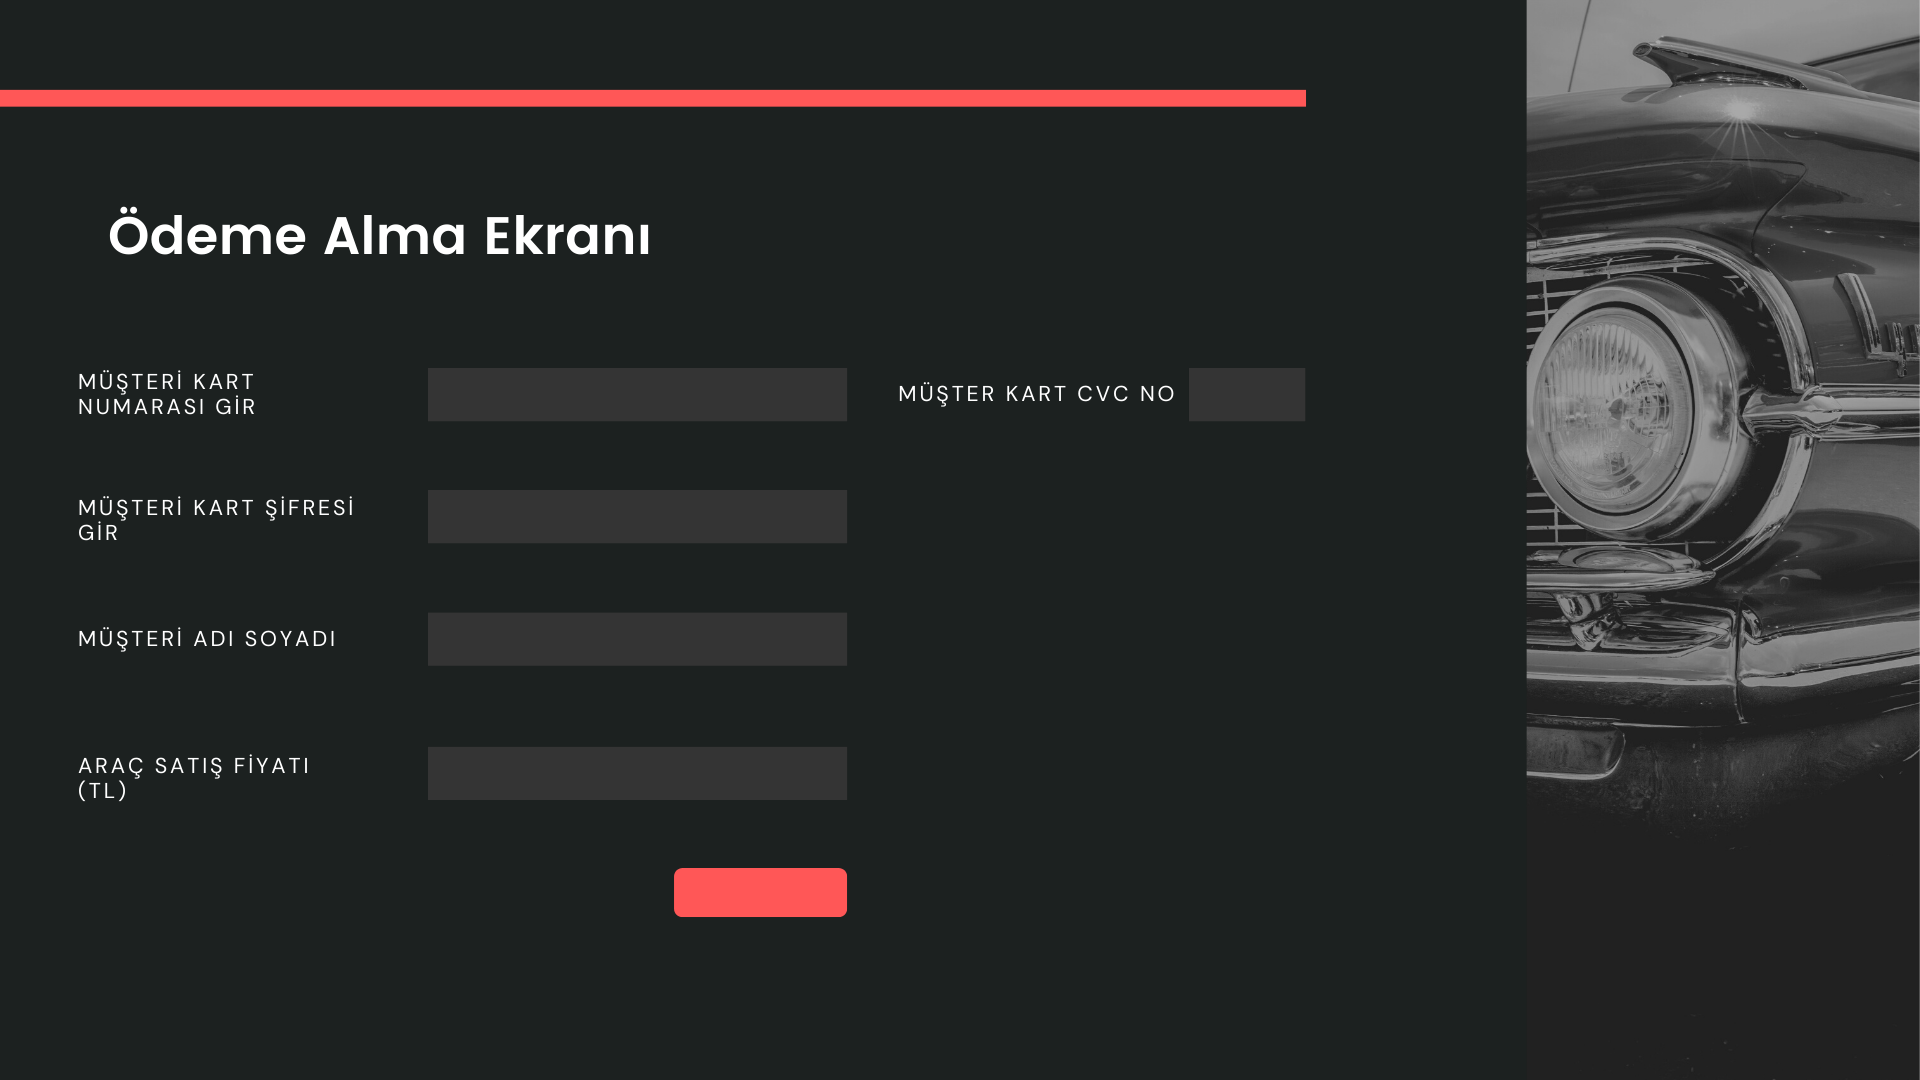 Ödeme Alma Ekranı
MÜŞTERİ KART
NUMARASI GİR
MÜŞTER KART CVC NO
MÜŞTERİ KART ŞİFRESİ
GİR
MÜŞTERİ ADI SOYADI
ARAÇ SATIŞ FİYATI
(TL)